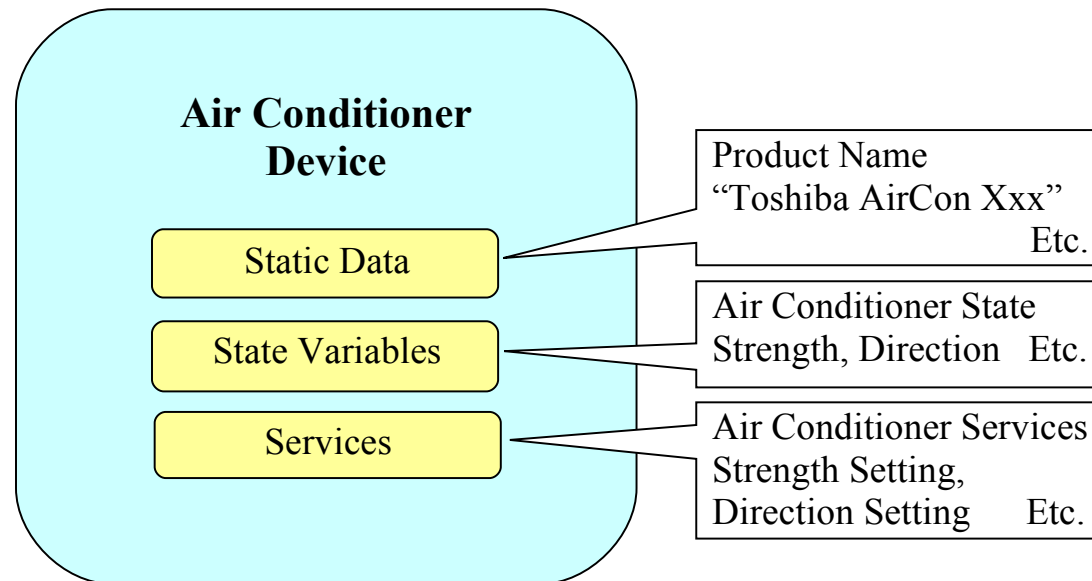 Air Conditioner
Device
Static Data
State Variables
Services
Product Name
“Toshiba AirCon Xxx”
Etc.
Air Conditioner State
Strength, Direction Etc.
Air Conditioner Services
Strength Setting,
Direction Setting Etc.